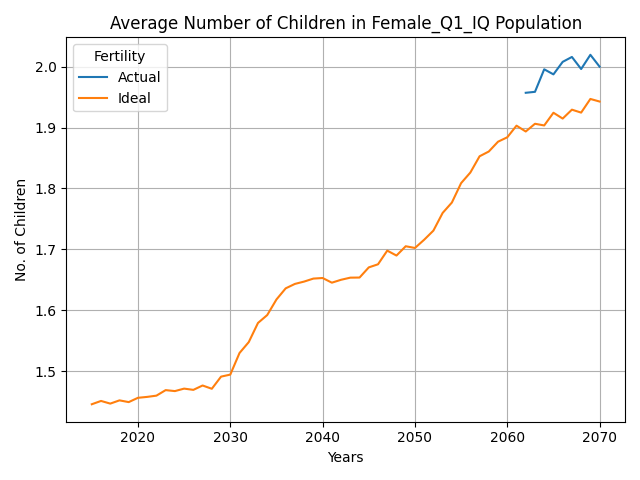 Average Number of Children in Female_Q1_IQ Population
Fertility
Actual
Ideal
No. of Children
2.0
1.9
1.8
1.7
1.6
1.5
2020 2030 2040 2050 2060 2070
Years